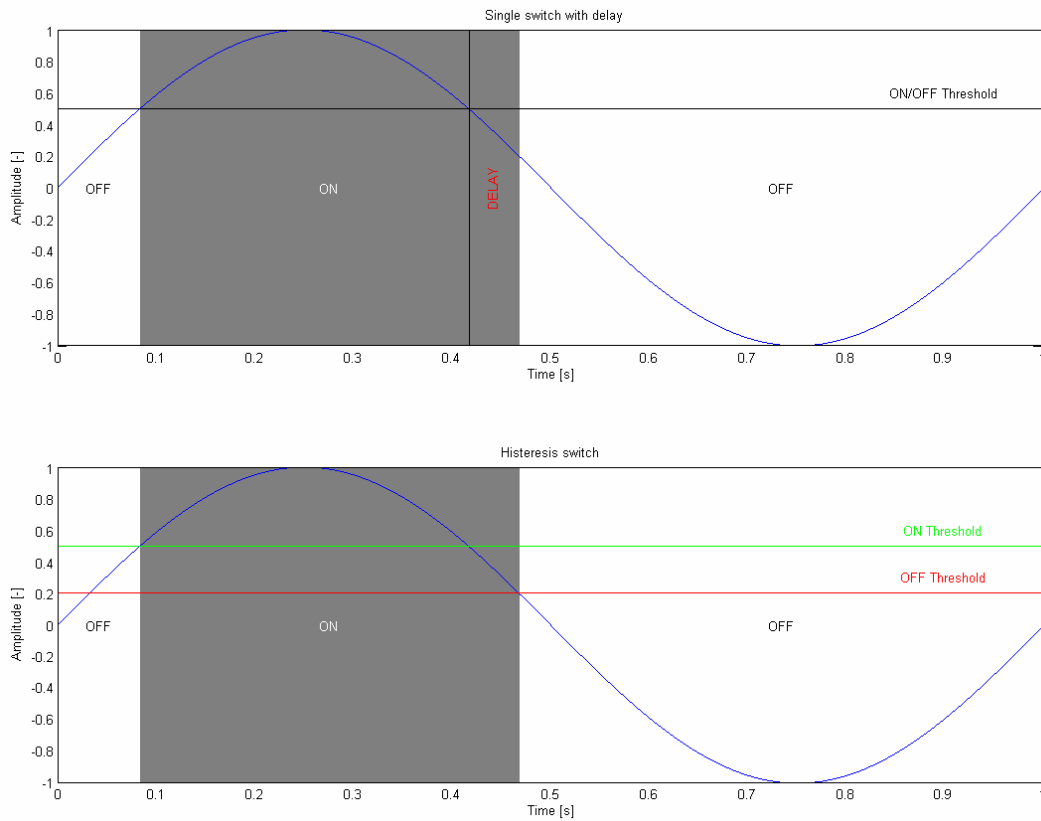 Single switch with delay
1
0.8
0.6
0.4
0.2
0
-0.2
-0.4
-0.6
-0.8
-1
Amplitude [-]
ON/OFF Threshold
OFF
ON
DELAY
OFF
0 0.1 0.2 0.3 0.4 0.5 0.6 0.7 0.8 0.9 1
Time [s]
Histeresis switch
1
0.8
0.6
0.4
0.2
0
-0.2
-0.4
-0.6
-0.8
-1
Amplitude [-]
ON Threshold
OFF Threshold
OFF
ON
OFF
0 0.1 0.2 0.3 0.4 0.5 0.6 0.7 0.8 0.9 1
Time [s]